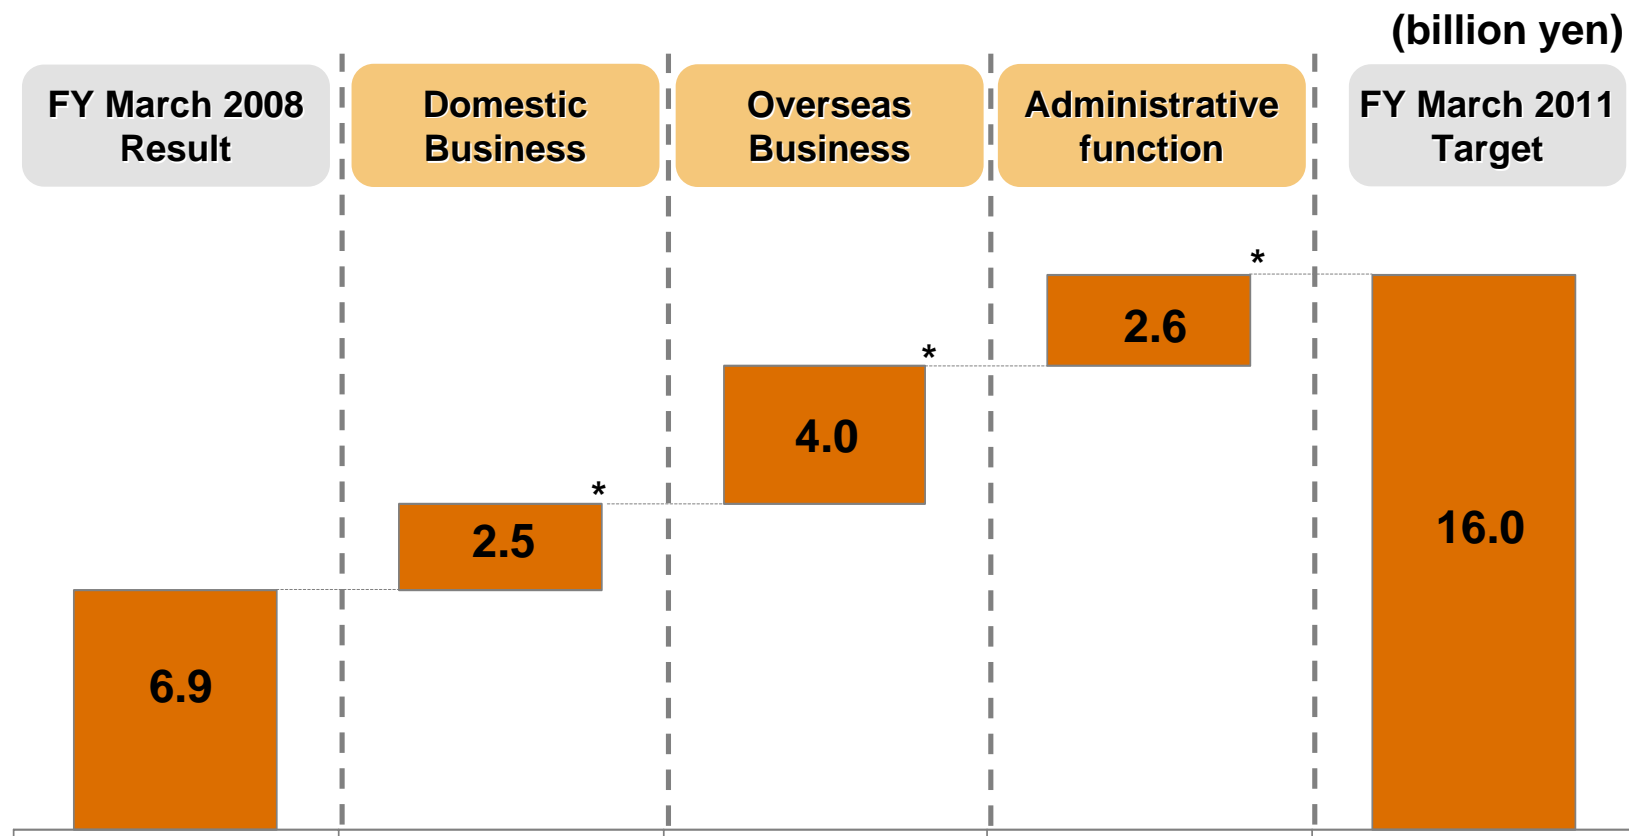 (billion yen)
FY March 2008
Result
Domestic
Business
Overseas
Business
Administrative
function
FY March 2011
Target
*
2.6
*
4.0
*
2.5
16.0
6.9